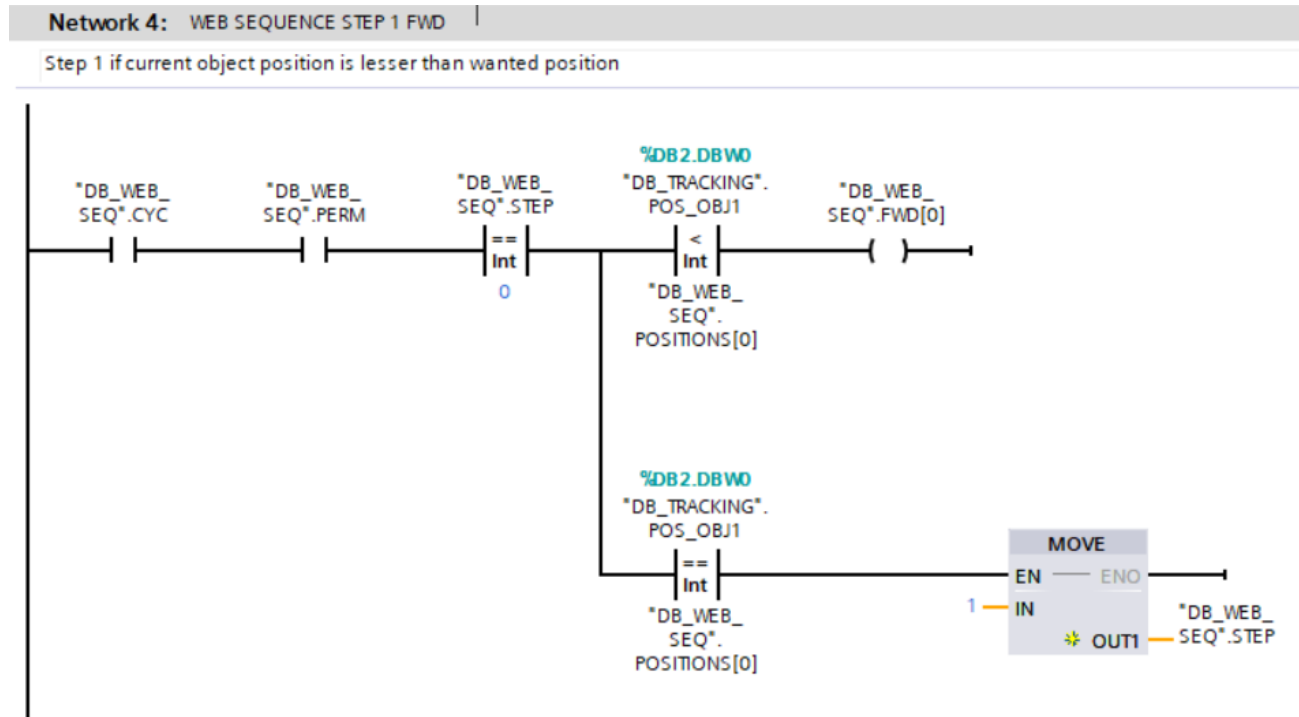 Network 4: WEB SEQUENCE STEP 1 FWD
Step 1 if current object position is lesser than wanted position
"DB_WEB_
SEQ".CYC
"DB_WEB_
SEQ".PERM
"DB_WEB_
SEQ".STEP
==
Int
0
%DB2.DBW0
"DB_TRACKING".
POS_OBJ1
<
Int
"DB_WEB_
SEQ".
POSITIONS[0]
"DB_WEB_
SEQ".FWD[0]
%DB2.DBW0
"DB_TRACKING".
POS_OBJ1
==
Int
"DB_WEB_
SEQ".
POSITIONS[0]
MOVE
EN ENO
1 IN
OUT1
"DB_WEB_
SEQ".STEP